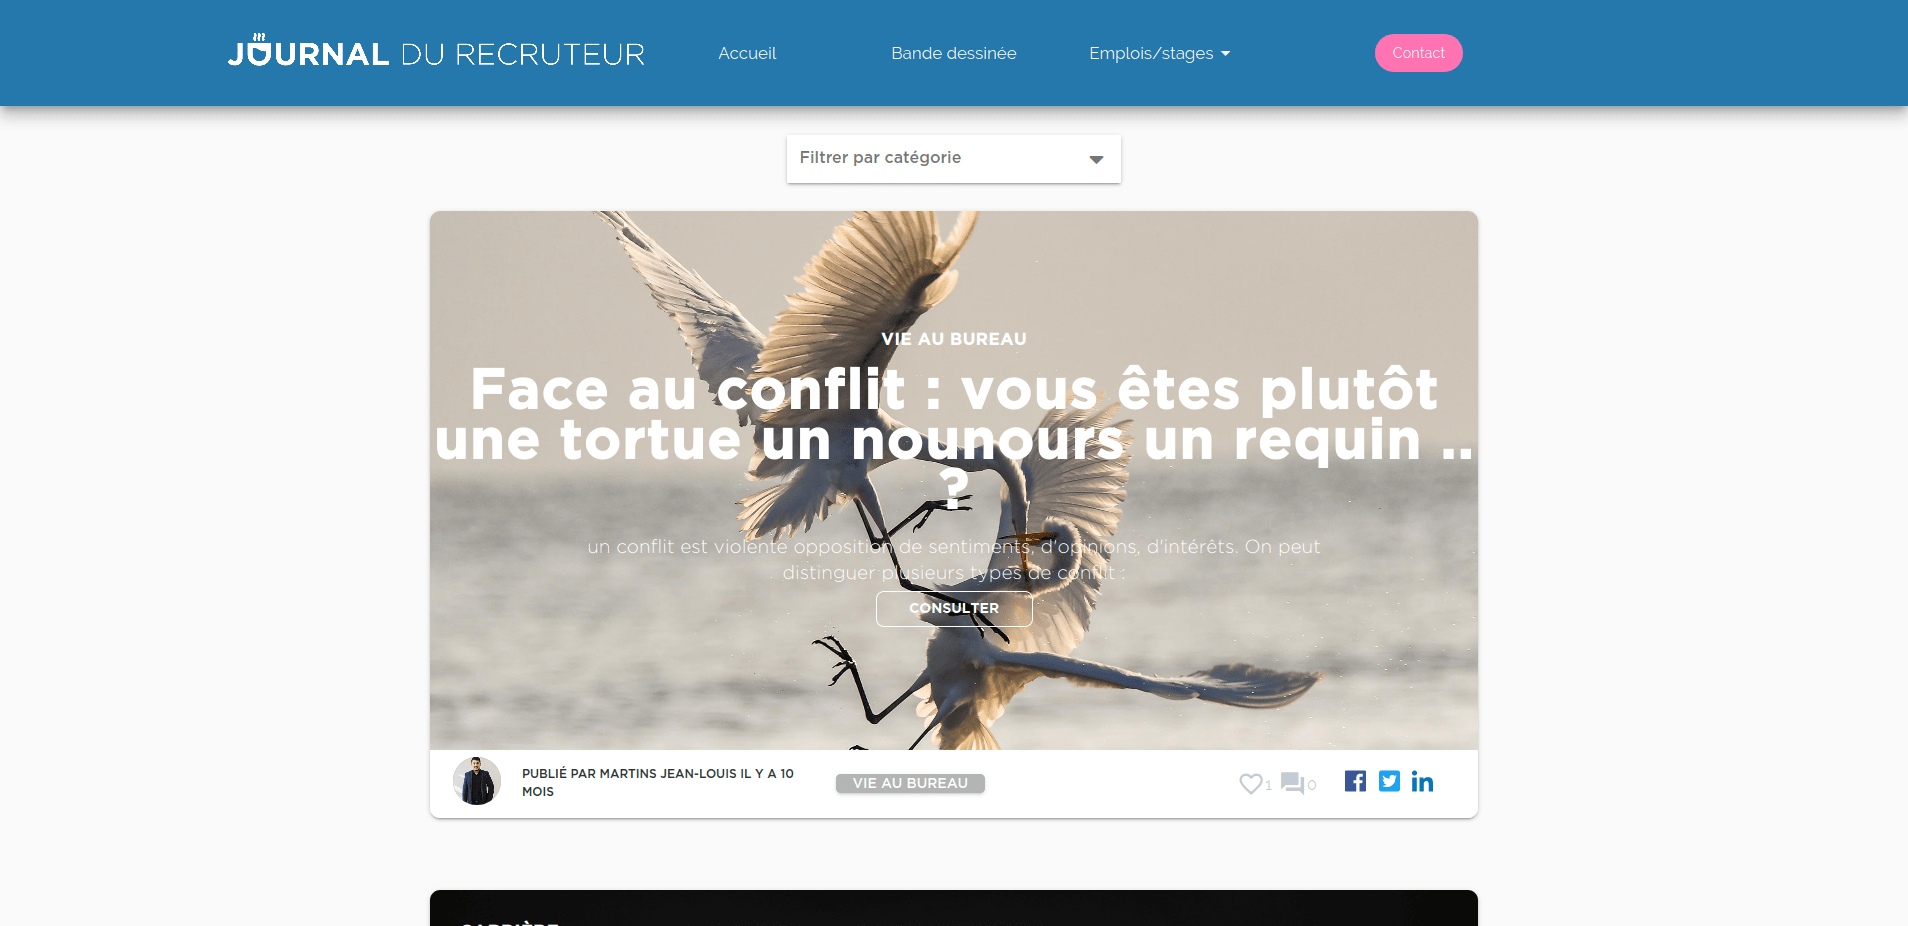 JOURNAL DU RECRUTEUR
Accueil
Bande dessinée
Emplois/stages
Contact
Filtrer par catégorie
VIE AU BUREAU
Face au conflit : vous êtes plutôt
une tortue un nounours un requin ..
?
un conflit est violente opposition de sentiments, d'opinions, d'intérêts. On peut
distinguer plusieurs types de conflit :
CONSULTER
PUBLIÉ PAR MARTINS JEAN-LOUIS IL Y A 10
MOIS
VIE AU BUREAU
1
0
CARRIÈRE